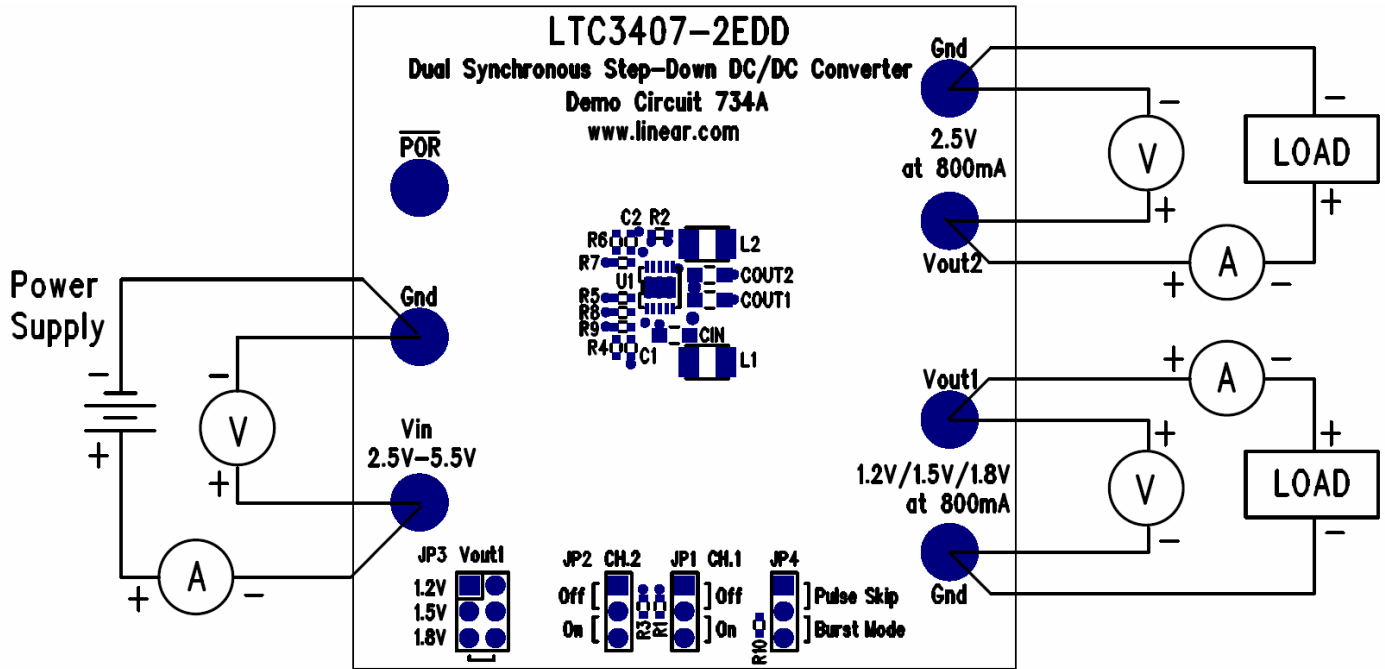 LTC3407-2EDD
Dual Synchronous Step-Down DC/DC Converter
Demo Circuit 734A
www.linear.com
POR
Gnd
2.5V
at 800mA
Vout2
-
V
+
-
LOAD
+
+ A -
Power
Supply
-
+
-
V
+
+ A -
Gnd
Vin
2.5V-5.5V
C2 R2
R6
L2
R7
U1
COUT2
COUT1
R5
R8
R9
CIN
R4
C1
L1
Vout1
1.2V/1.5V/1.8V
at 800mA
Gnd
+ A -
+
V
-
+
LOAD
-
JP3 Vout1
1.2V
1.5V
1.8V
JP2 CH.2
Off
On
R3
R1
JP1 CH.1
Off
On
JP4
Pulse Skip
Burst Mode
R10